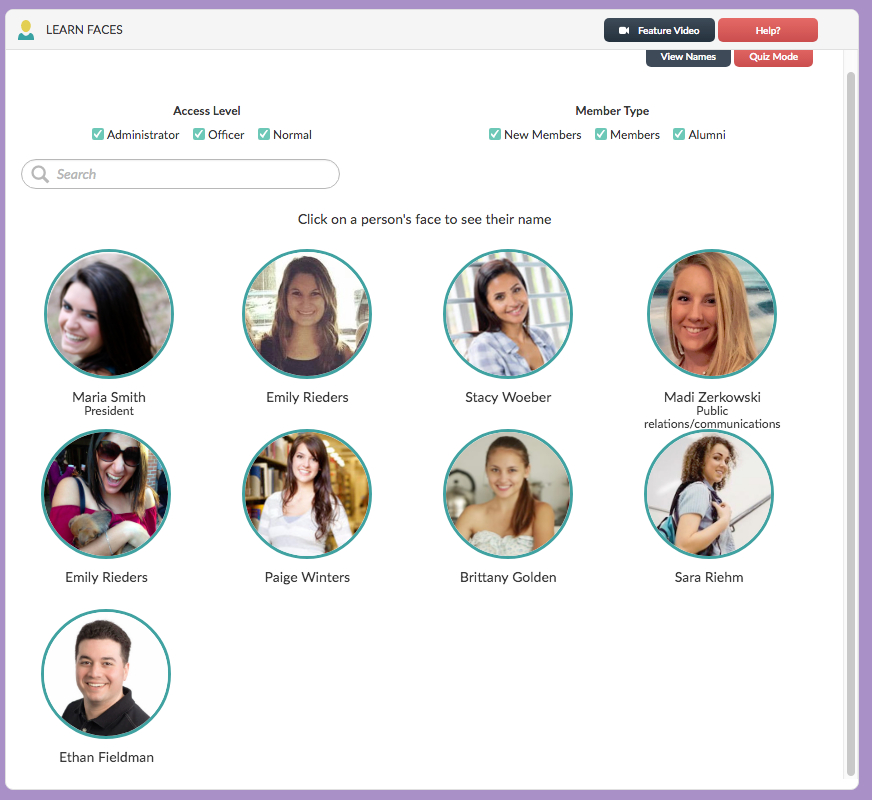 LEARN FACES
Feature Video
Help?
View Names
Quiz Mode
Access Level
Member Type
Administrator
Officer
Normal
New Members
Members
Alumni
Search
Click on a person's face to see their name
Maria Smith
President
Emily Rieders
Stacy Woeber
Madi Zerkowski
Public
relations/communications
Emily Rieders
Paige Winters
Brittany Golden
Sara Riehm
Ethan Fieldman